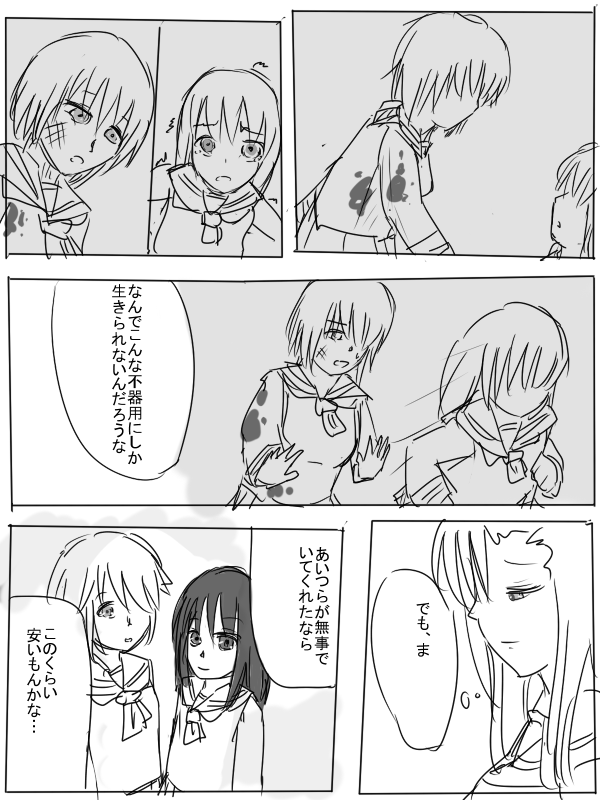 なんでこんな不器用にしか
生きられないんだろうな
でも、ま
あいつらが無事で
いてくれたなら
このくらい
安いもんかな…